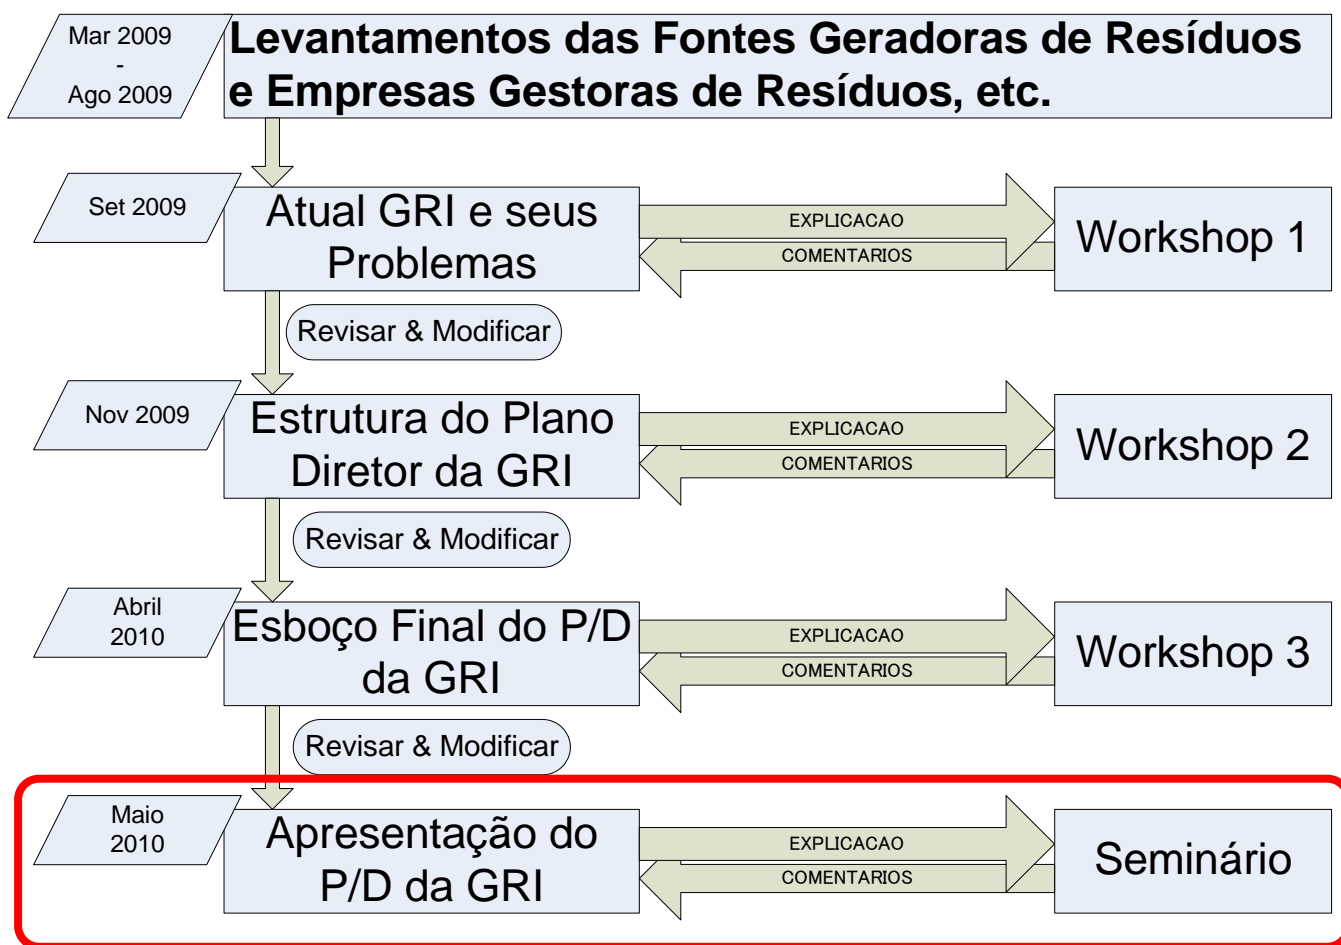 Mar 2009
-
Ago 2009
Levantamentos das Fontes Geradoras de Resíduos
e Empresas Gestoras de Resíduos, etc.
Set 2009
Atual GRI e seus
Problemas
EXPLICACAO
COMENTARIOS
Workshop 1
Revisar & Modificar
Nov 2009
Estrutura do Plano
Diretor da GRI
EXPLICACAO
COMENTARIOS
Workshop 2
Revisar & Modificar
Abril
2010
Esboço Final do P/D
da GRI
EXPLICACAO
COMENTARIOS
Workshop 3
Revisar & Modificar
Maio
2010
Apresentação do
P/D da GRI
EXPLICACAO
COMENTARIOS
Seminário